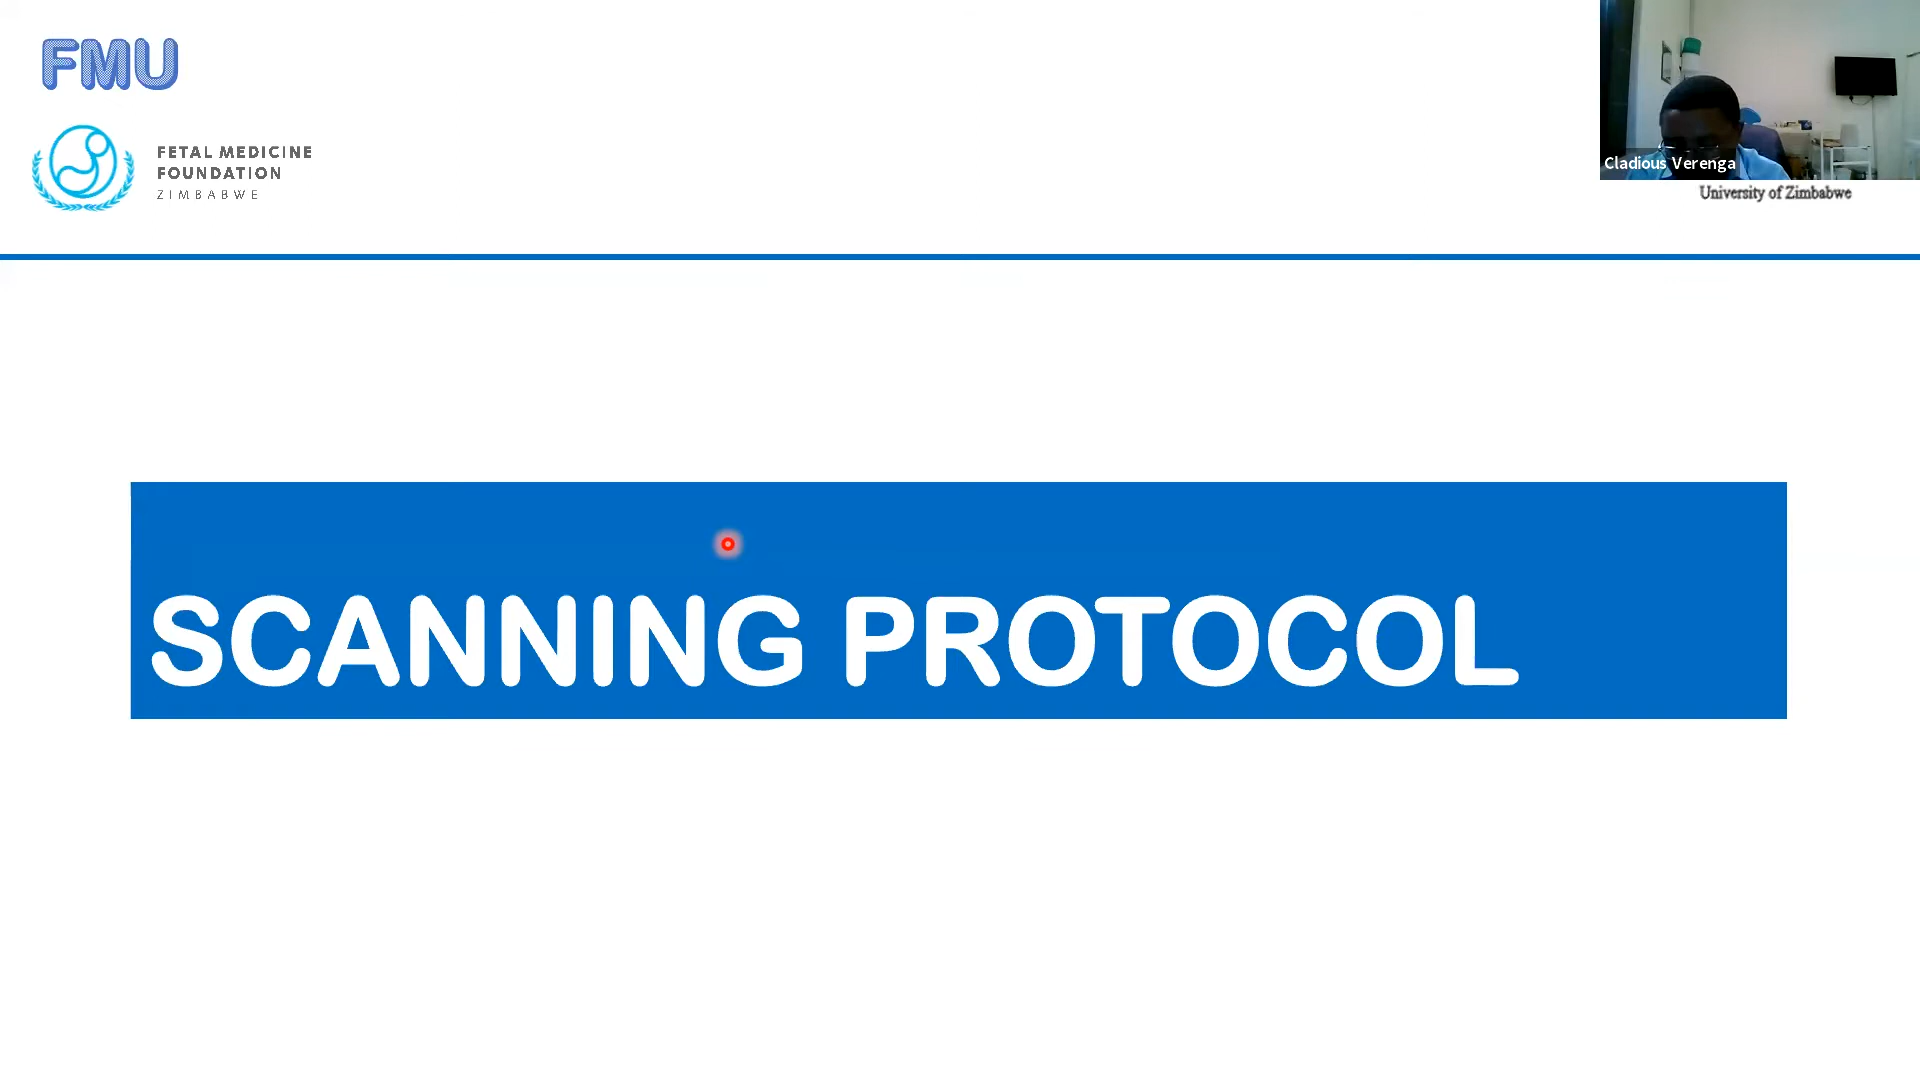 FMU
FETAL MEDICINE
FOUNDATION
ZIMBABWE
Cladious Verenga
University of Zimbabwe
SCANNING PROTOCOL